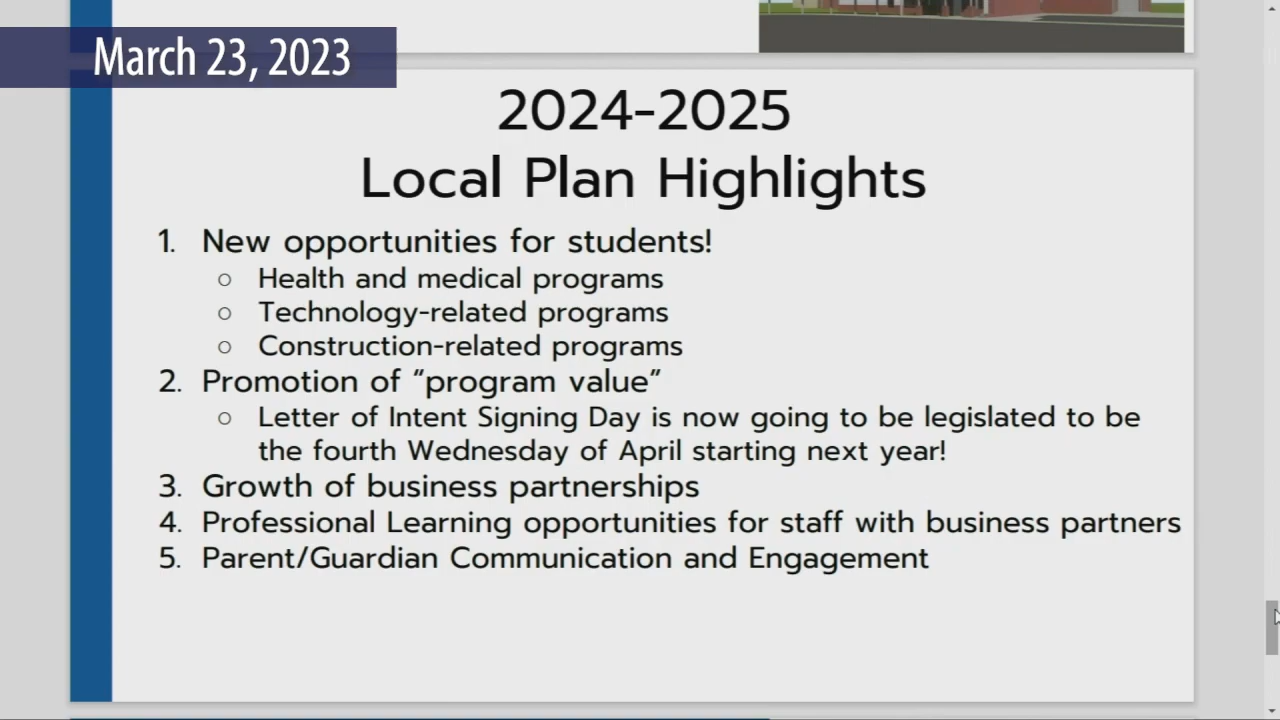 March 23, 2023
2024-2025
Local Plan Highlights
1. New opportunities for students!
○ Health and medical programs
○ Technology-related programs
○ Construction-related programs
2. Promotion of “program value”
○ Letter of Intent Signing Day is now going to be legislated to be
the fourth Wednesday of April starting next year!
3. Growth of business partnerships
4. Professional Learning opportunities for staff with business partners
5. Parent/Guardian Communication and Engagement